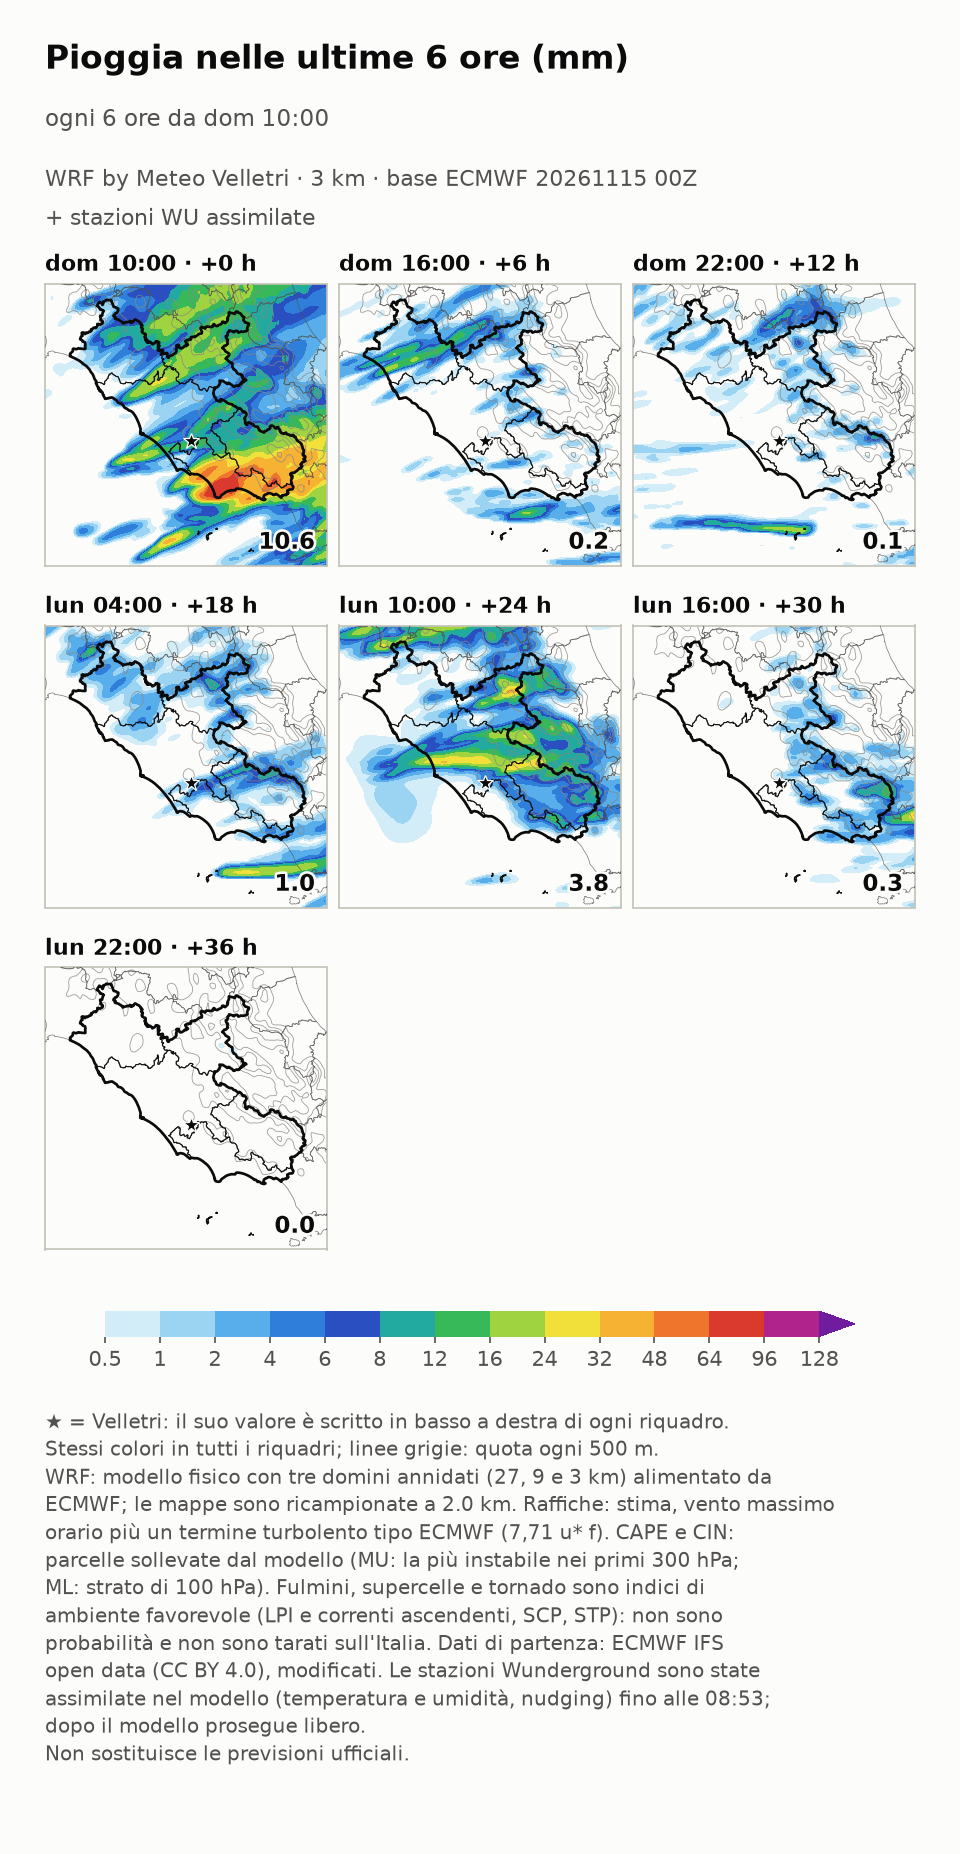 Pioggia nelle ultime 6 ore (mm)
ogni 6 ore da dom 10:00
WRF by Meteo Velletri · 3 km · base ECMWF 20261115 00Z
+ stazioni WU assimilate
dom 10:00 · +0 h
dom 16:00 · +6 h
dom 22:00 · +12 h
10.6
0.2
0.1
lun 04:00 · +18 h
lun 10:00 · +24 h
lun 16:00 · +30 h
1.0
3.8
0.3
lun 22:00 · +36 h
0.0
0.5 1 2 4 6 8 12 16 24 32 48 64 96 128
★ = Velletri: il suo valore è scritto in basso a destra di ogni riquadro.
Stessi colori in tutti i riquadri; linee grigie: quota ogni 500 m.
WRF: modello fisico con tre domini annidati (27, 9 e 3 km) alimentato da
ECMWF; le mappe sono ricampionate a 2.0 km. Raffiche: stima, vento massimo
orario più un termine turbolento tipo ECMWF (7,71 u* f). CAPE e CIN:
parcelle sollevate dal modello (MU: la più instabile nei primi 300 hPa;
ML: strato di 100 hPa). Fulmini, supercelle e tornado sono indici di
ambiente favorevole (LPI e correnti ascendenti, SCP, STP): non sono
probabilità e non sono tarati sull'Italia. Dati di partenza: ECMWF IFS
open data (CC BY 4.0), modificati. Le stazioni Wunderground sono state
assimilate nel modello (temperatura e umidità, nudging) fino alle 08:53;
dopo il modello prosegue libero.
Non sostituisce le previsioni ufficiali.